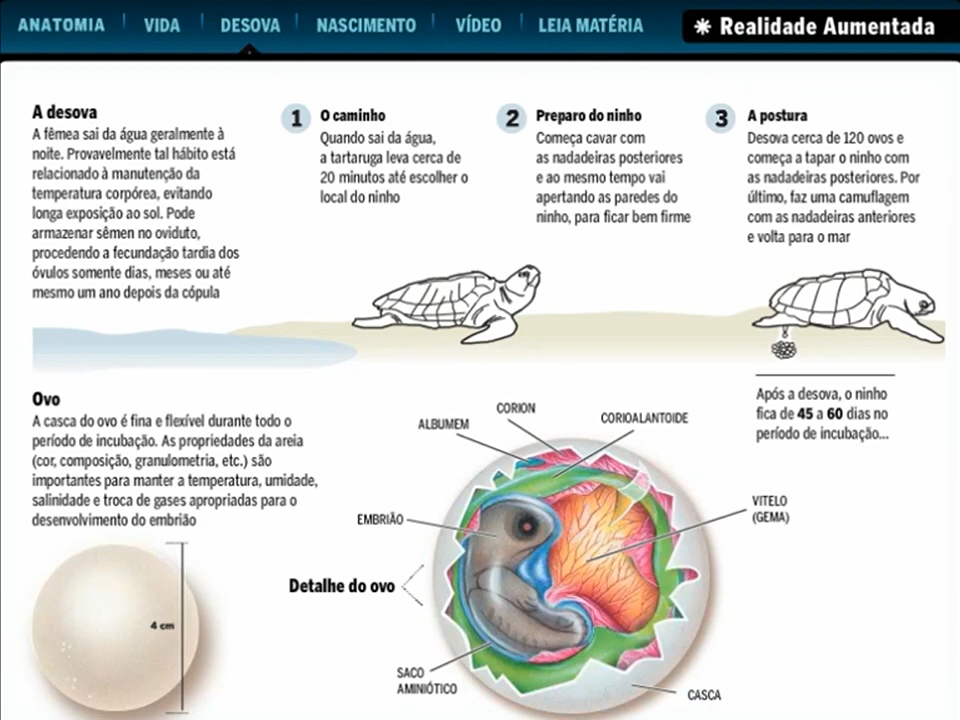 ANATOMIA VIDA DESOVA NASCIMENTO VÍDEO LEIA MATÉRIA ✱ Realidade Aumentada
A desova
A fêmea sai da água geralmente à
noite. Provavelmente tal hábito está
relacionado à manutenção da
temperatura corpórea, evitando
longa exposição ao sol. Pode
armazenar sêmen no oviduto,
procedendo a fecundação tardia dos
óvulos somente dias, meses ou até
mesmo um ano depois da cópula
1 O caminho
Quando sai da água,
a tartaruga leva cerca de
20 minutos até escolher o
local do ninho
2 Preparo do ninho
Começa cavar com
as nadadeiras posteriores
e ao mesmo tempo vai
apertando as paredes do
ninho, para ficar bem firme
3 A postura
Desova cerca de 120 ovos e
começa a tapar o ninho com
as nadadeiras posteriores. Por
último, faz uma camuflagem
com as nadadeiras anteriores
e volta para o mar
Após a desova, o ninho
fica de 45 a 60 dias no
período de incubação...
Ovo
A casca do ovo é fina e flexível durante todo o
período de incubação. As propriedades da areia
(cor, composição, granulometria, etc.) são
importantes para manter a temperatura, umidade,
salinidade e troca de gases apropriadas para o
desenvolvimento do embrião
4 cm
Detalhe do ovo
ALBUMEM
CORION
CORIOALANTOIDE
EMBRIÃO
VITELO
(GEMA)
SACO
AMINIÓTICO
CASCA